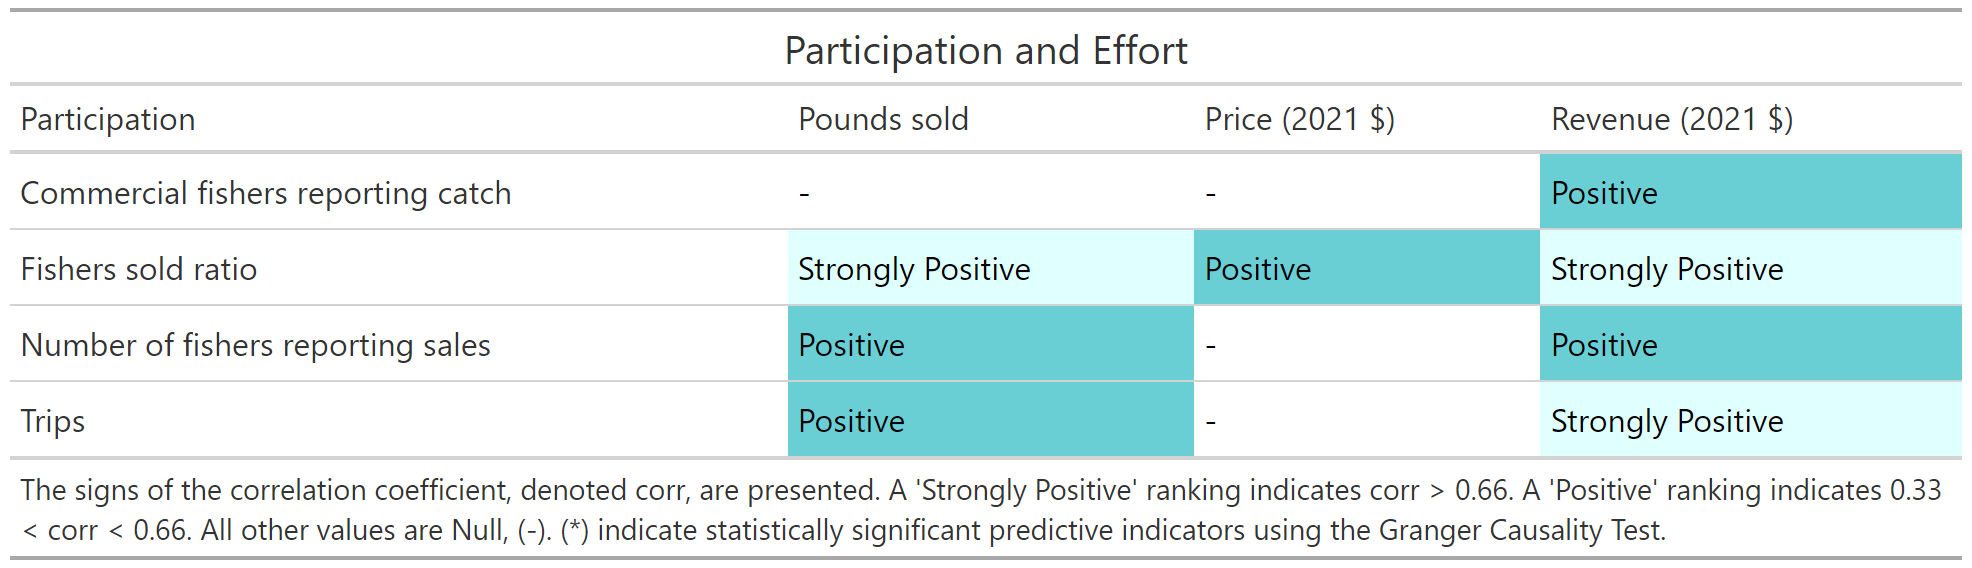 Participation and Effort
Participation Pounds sold Price (2021 $) Revenue (2021 $)
Commercial fishers reporting catch - - Positive
Fishers sold ratio Strongly Positive Positive Strongly Positive
Number of fishers reporting sales Positive - Positive
Trips Positive - Strongly Positive
The signs of the correlation coefficient, denoted corr, are presented. A 'Strongly Positive' ranking indicates corr > 0.66. A 'Positive' ranking indicates 0.33
< corr < 0.66. All other values are Null, (-). (*) indicate statistically significant predictive indicators using the Granger Causality Test.